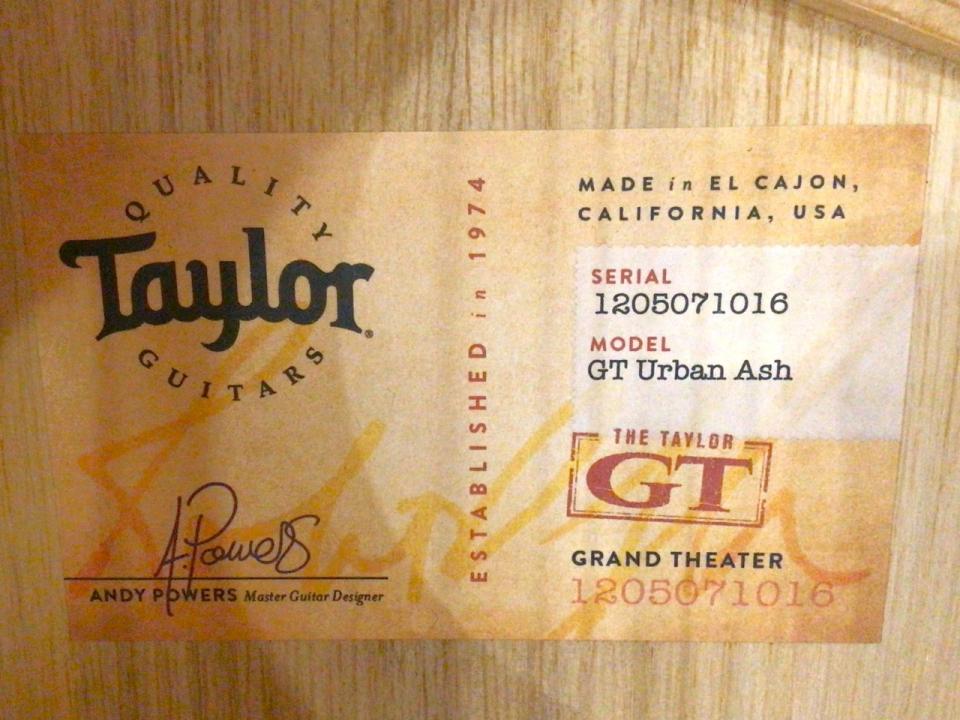 QUALITY
Taylor®
GUITARS
A. Powers
ANDY POWERS Master Guitar Designer
ESTABLISHED in 1974
MADE in EL CAJON,
CALIFORNIA, USA
SERIAL
1205071016
MODEL
GT Urban Ash
THE TAYLOR
GT
GRAND THEATER
1205071016